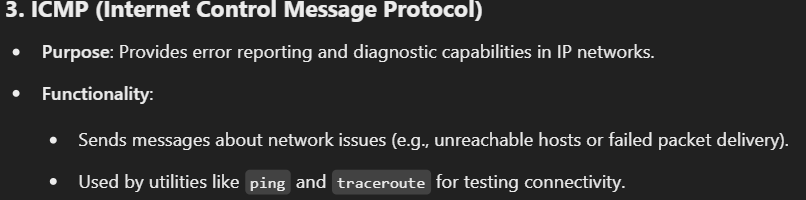 3. ICMP (Internet Control Message Protocol)
• Purpose: Provides error reporting and diagnostic capabilities in IP networks.
• Functionality:
• Sends messages about network issues (e.g., unreachable hosts or failed packet delivery).
• Used by utilities like ping and traceroute for testing connectivity.